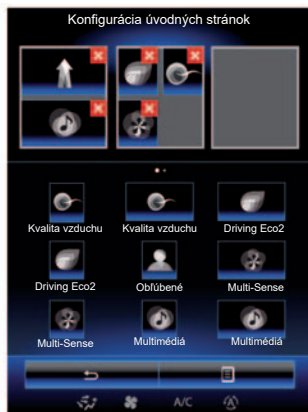 Konfigurácia úvodných stránok
Kvalita vzduchu Kvalita vzduchu Driving Eco2
Driving Eco2 Obľúbené Multi-Sense
Multi-Sense Multimédiá Multimédiá
A/C